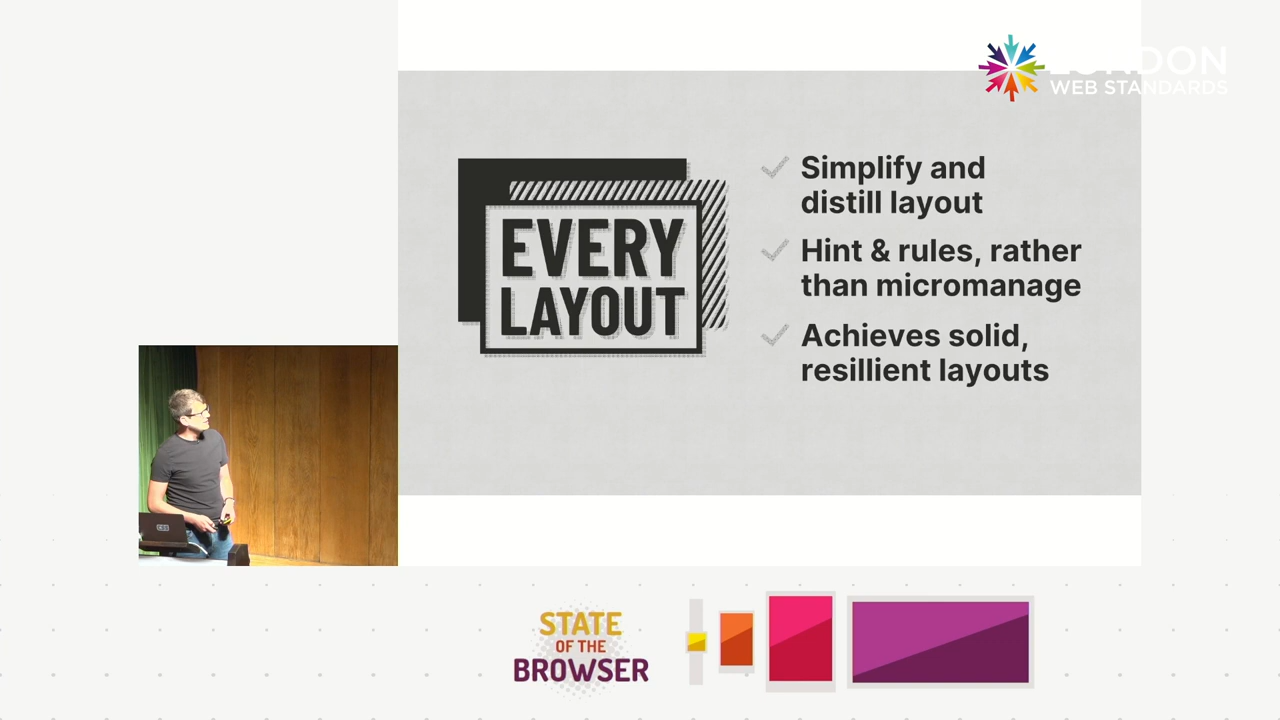 LONDON
WEB STANDARDS
EVERY
LAYOUT
Simplify and
distill layout
Hint & rules, rather
than micromanage
Achieves solid,
resillient layouts
STATE
OF THE
BROWSER